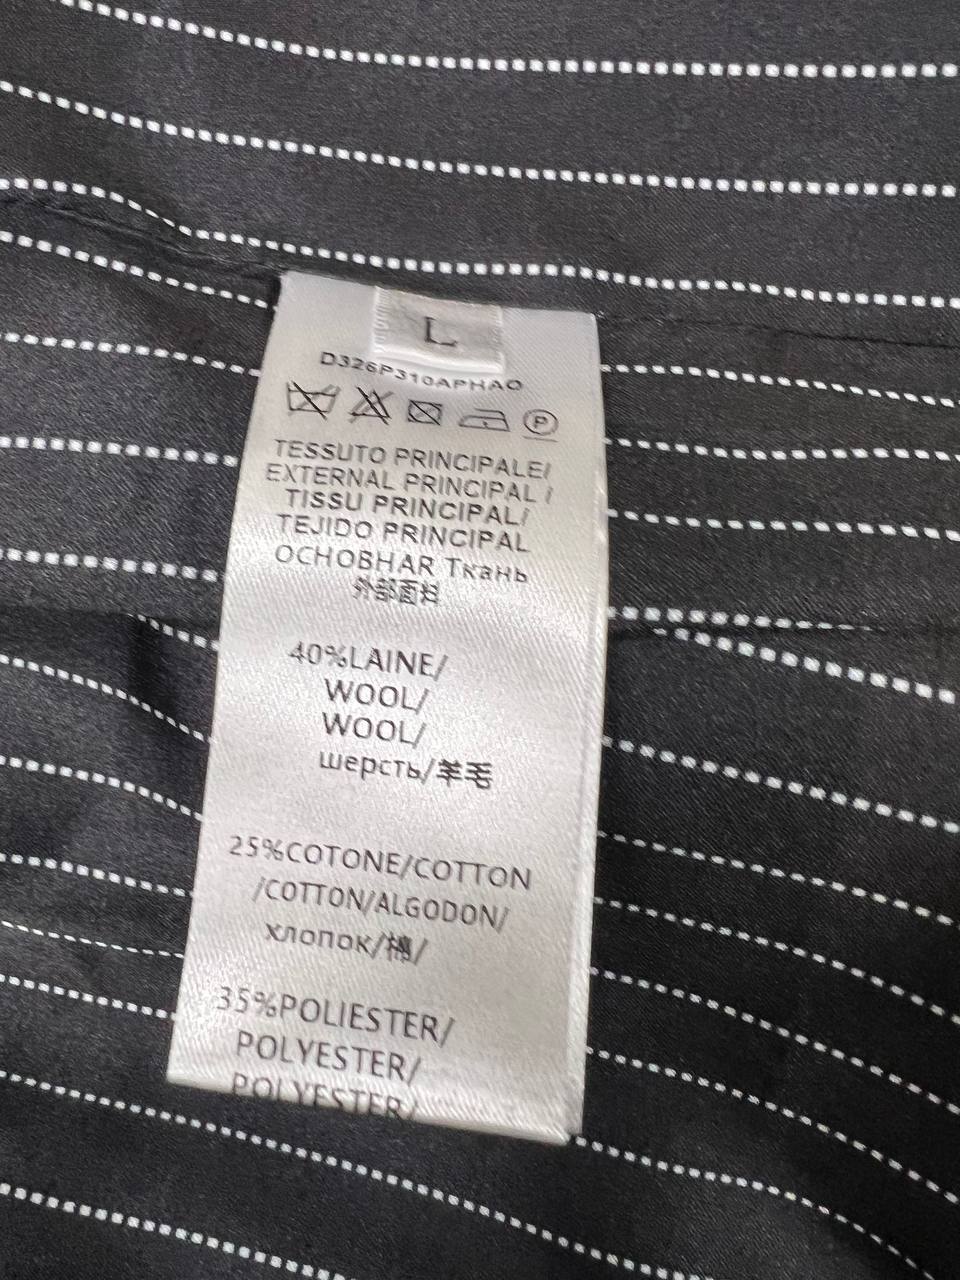 L
D326P310APHAO
P
TESSUTO PRINCIPALE/
EXTERNAL PRINCIPAL /
TISSU PRINCIPAL/
TEJIDO PRINCIPAL
ОСНОВНАЯ Ткань
外部面料
40%LAINE/
WOOL/
WOOL/
шерсть/羊毛
25%COTONE/COTTON
/COTTON/ALGODON/
хлопок/棉/
35%POLIESTER/
POLYESTER/
POLYESTER/